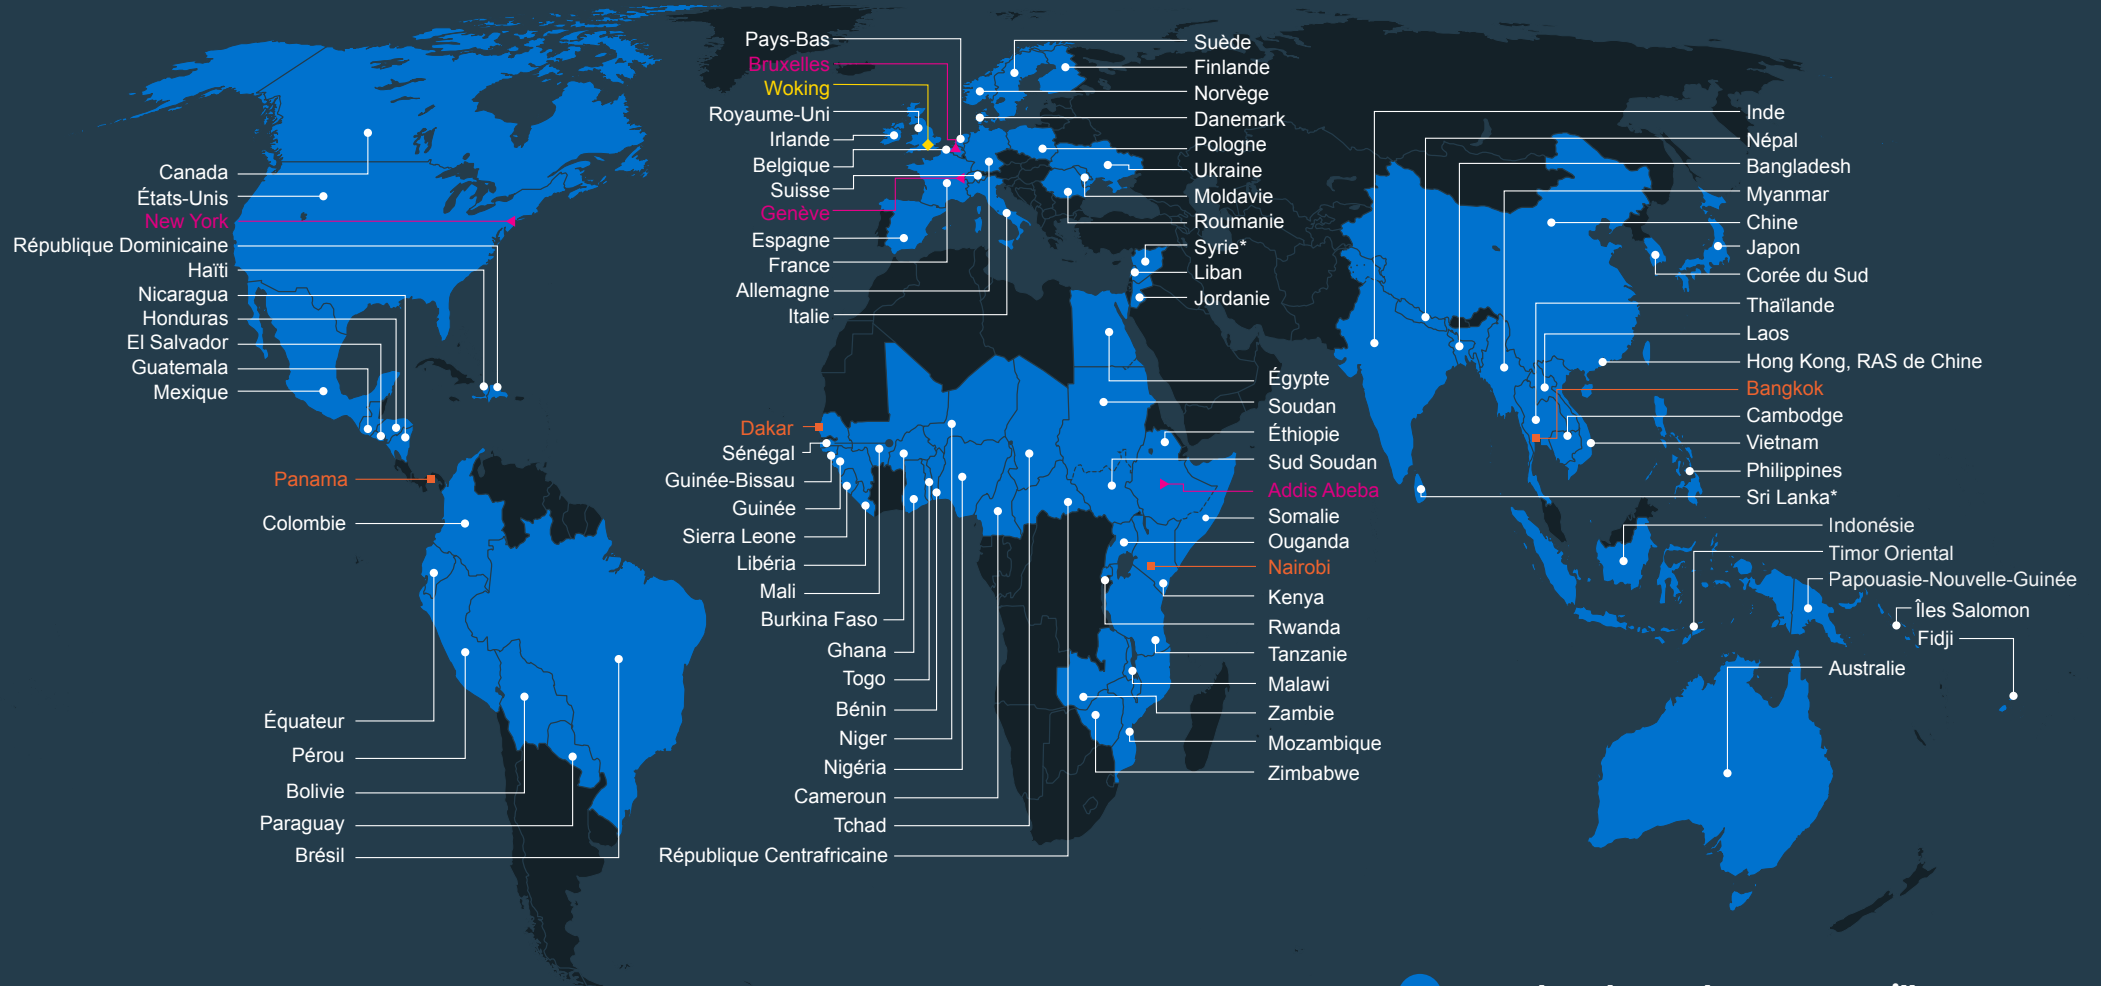 Canada
États-Unis
New York
République Dominicaine
Haïti
Nicaragua
Honduras
El Salvador
Guatemala
Mexique
Panama
Colombie
Équateur
Pérou
Bolivie
Paraguay
Brésil
Pays-Bas
Bruxelles
Woking
Royaume-Uni
Irlande
Belgique
Suisse
Genève
Espagne
France
Allemagne
Italie
Suède
Finlande
Norvège
Danemark
Pologne
Ukraine
Moldavie
Roumanie
Syrie*
Liban
Jordanie
Dakar
Sénégal
Guinée-Bissau
Guinée
Sierra Leone
Libéria
Mali
Burkina Faso
Ghana
Togo
Bénin
Niger
Nigéria
Cameroun
Tchad
République Centrafricaine
Égypte
Soudan
Éthiopie
Sud Soudan
Addis Abeba
Somalie
Ouganda
Nairobi
Kenya
Rwanda
Tanzanie
Malawi
Zambie
Mozambique
Zimbabwe
Inde
Népal
Bangladesh
Myanmar
Chine
Japon
Corée du Sud
Thaïlande
Laos
Hong Kong, RAS de Chine
Bangkok
Cambodge
Vietnam
Philippines
Sri Lanka*
Indonésie
Timor Oriental
Papouasie-Nouvelle-Guinée
Îles Salomon
Fidji
Australie